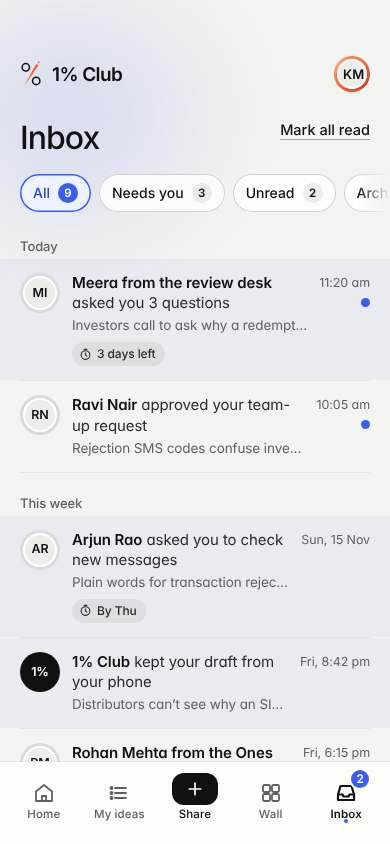 1% Club
KM
Inbox
Mark all read
All 9
Needs you 3
Unread 2
Arch
Today
MI
Meera from the review desk
asked you 3 questions
11:20 am
Investors call to ask why a redempt...
3 days left
RN
Ravi Nair approved your team-
up request
10:05 am
Rejection SMS codes confuse inve...
This week
AR
Arjun Rao asked you to check
new messages
Sun, 15 Nov
Plain words for transaction rejec...
By Thu
1%
1% Club kept your draft from
your phone
Fri, 8:42 pm
Distributors can't see why an SI...
Rohan Mehta from the Ones
Fri, 6:15 pm
Home
My ideas
Share
Wall
2
Inbox